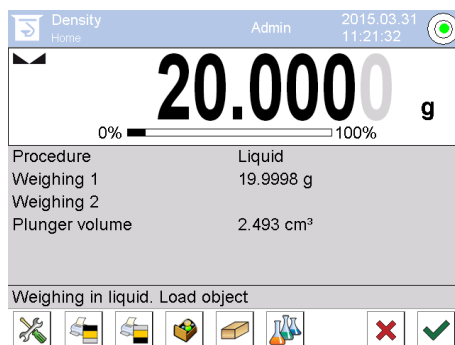 Density
Home
Admin
2015.03.31
11:21:32
20.0000 g
0% 100%
Procedure Liquid
Weighing 1 19.9998 g
Weighing 2
Plunger volume 2.493 cm³
Weighing in liquid. Load object